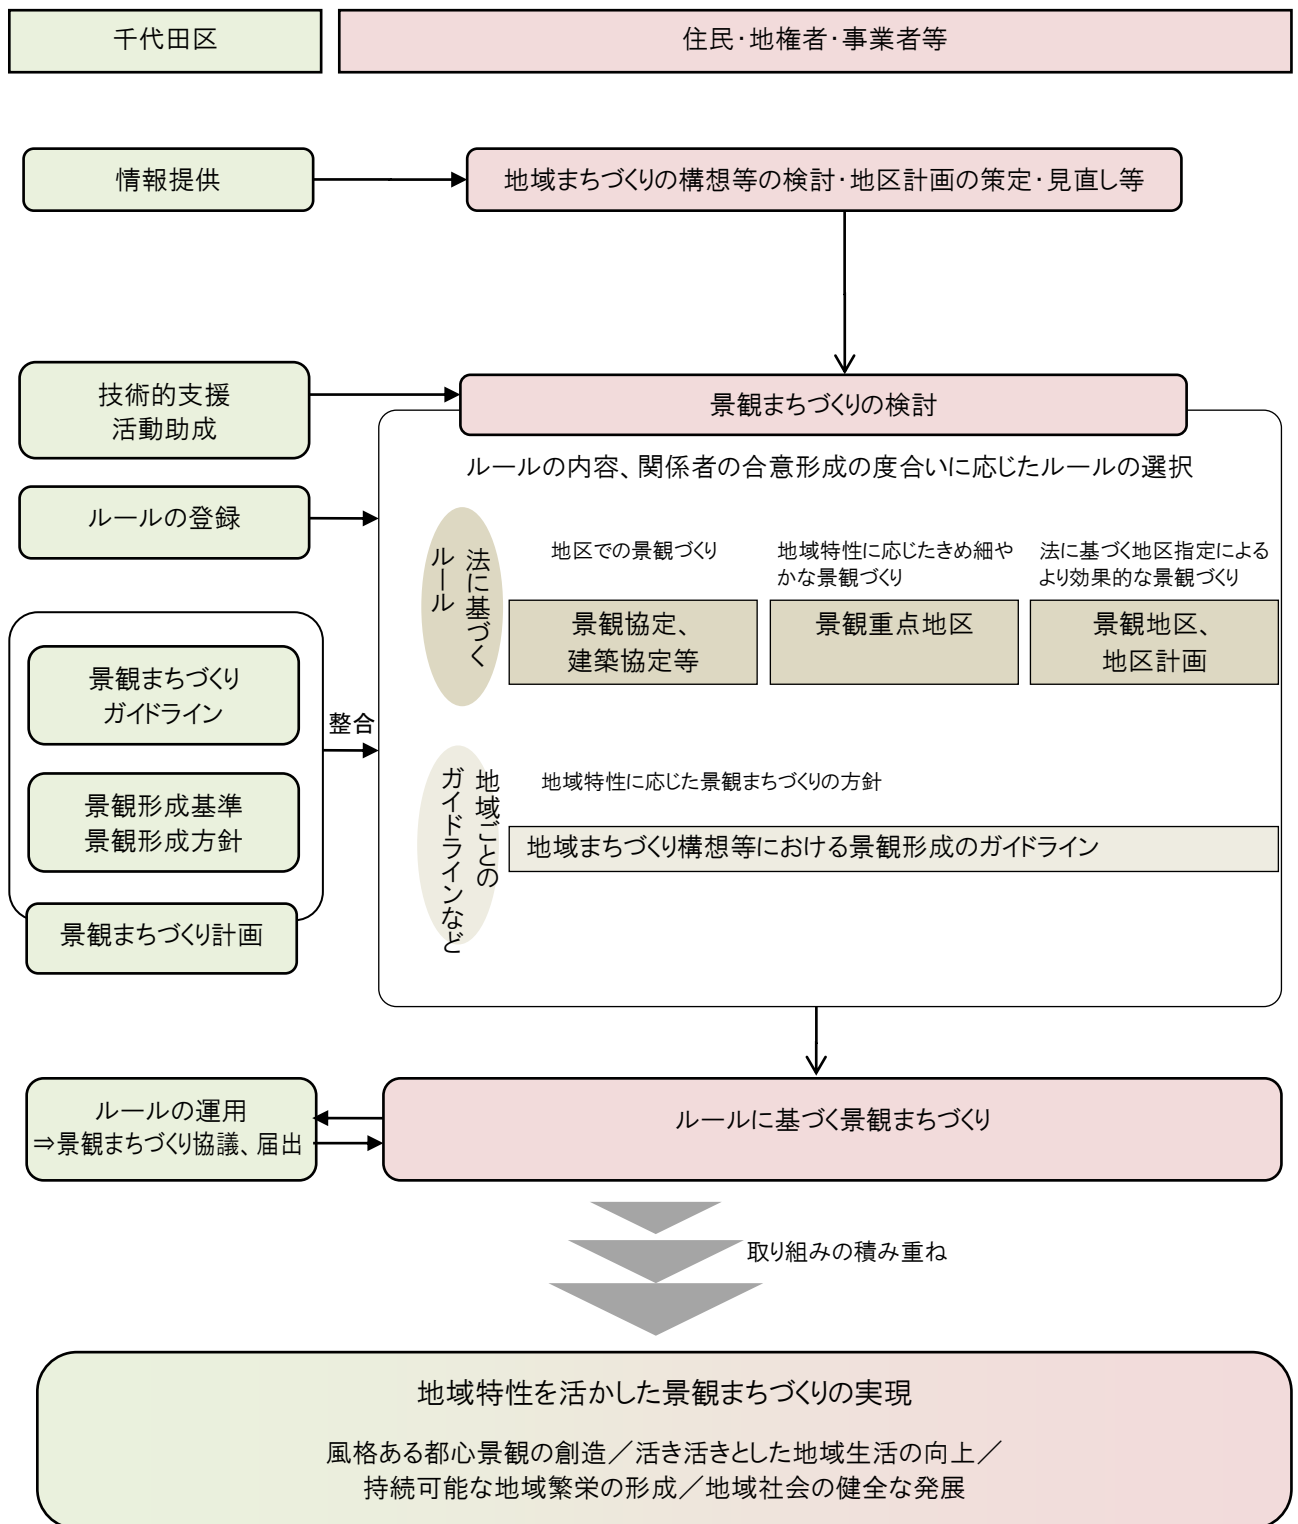 千代田区
住民・地権者・事業者等
情報提供
地域まちづくりの構想等の検討・地区計画の策定・見直し等
技術的支援
活動助成
景観まちづくりの検討
ルールの内容、関係者の合意形成の度合いに応じたルールの選択
ルールの登録
法に基づく
ルール
地区での景観づくり
地域特性に応じたきめ細や
かな景観づくり
法に基づく地区指定による
より効果的な景観づくり
景観協定、
建築協定等
景観重点地区
景観地区、
地区計画
景観まちづくり
ガイドライン
景観形成基準
景観形成方針
景観まちづくり計画
整合
地域ごとの
ガイドラインなど
地域特性に応じた景観まちづくりの方針
地域まちづくり構想等における景観形成のガイドライン
ルールの運用
⇒景観まちづくり協議、届出
ルールに基づく景観まちづくり
取り組みの積み重ね
地域特性を活かした景観まちづくりの実現
風格ある都心景観の創造／活き活きとした地域生活の向上／
持続可能な地域繁栄の形成／地域社会の健全な発展